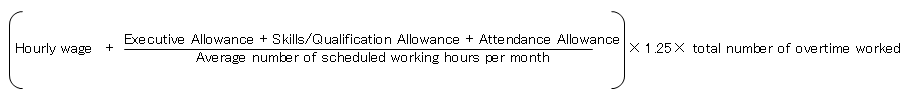 Executive Allowance + Skills/Qualification Allowance + Attendance Allowance
Hourly wage + × 1.25× total number of overtime worked
Average number of scheduled working hours per month